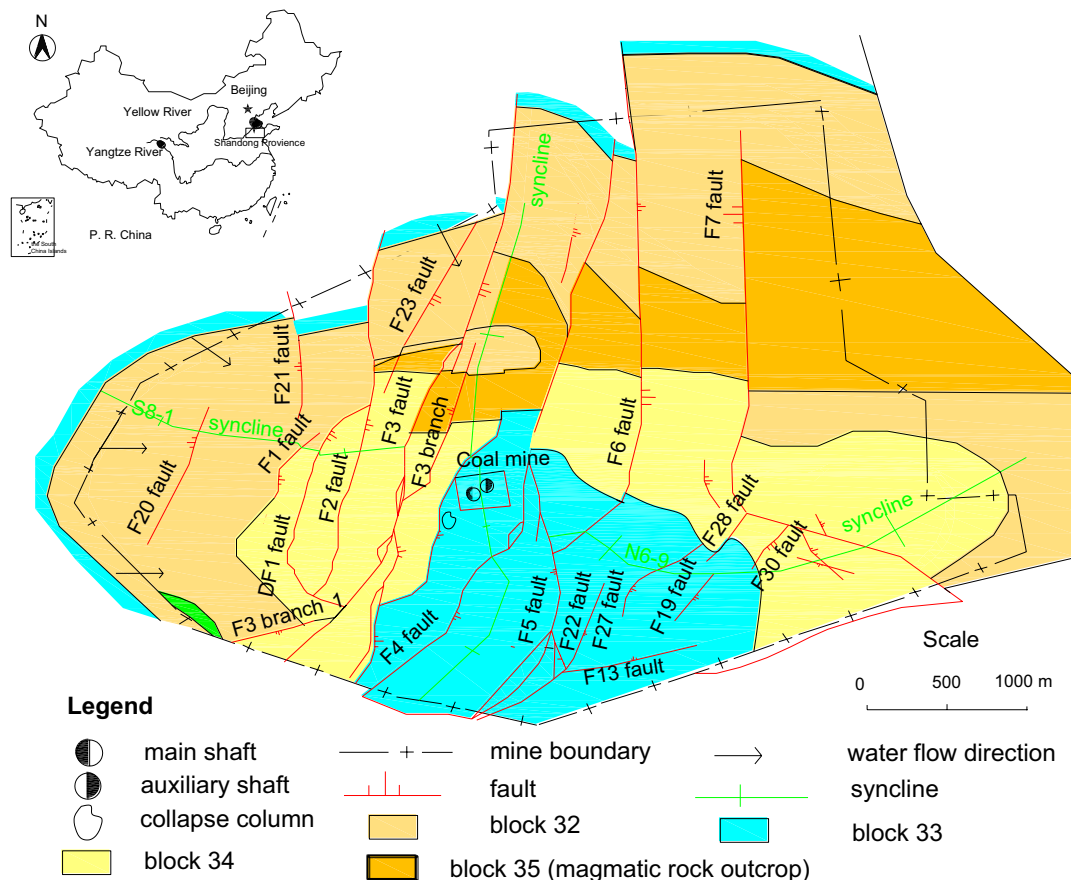 N
Beijing
Yellow River
Shandong Provience
Yangtze River
P. R. China
the South
China Islands
syncline
F7 fault
F23 fault
F21 fault
S8-1
syncline
F1 fault
F3 fault
F3 branch
F6 fault
F20 fault
F2 fault
Coal mine
DF1 fault
F28 fault
syncline
N6-9
F30 fault
F3 branch 1
F4 fault
F5 fault
F22 fault
F27 fault
F19 fault
F13 fault
Scale
0 500 1000 m
Legend
main shaft
mine boundary
water flow direction
auxiliary shaft
fault
syncline
collapse column
block 32
block 33
block 34
block 35 (magmatic rock outcrop)